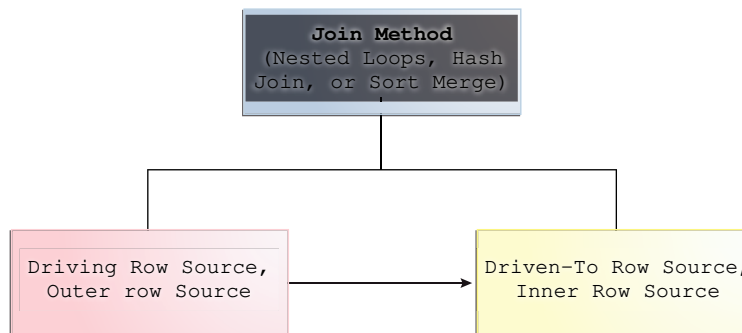 Join Method
(Nested Loops, Hash
Join, or Sort Merge)
Driving Row Source,
Outer row Source
Driven-To Row Source,
Inner Row Source